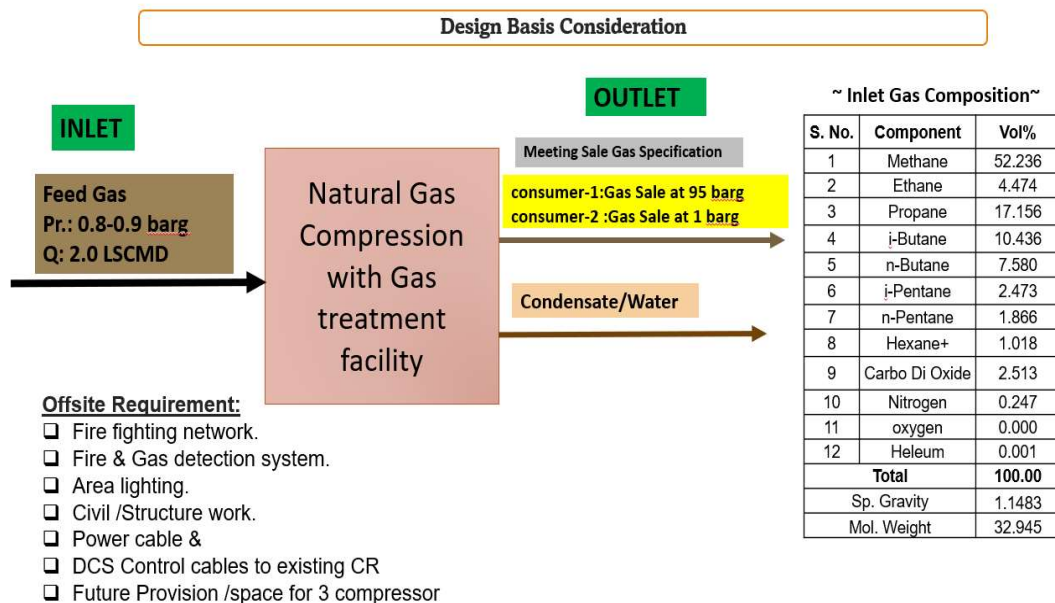 Design Basis Consideration
INLET
Feed Gas
Pr.: 0.8-0.9 barg
Q: 2.0 LSCMD
Natural Gas
Compression
with Gas
treatment
facility
OUTLET
Meeting Sale Gas Specification
consumer-1:Gas Sale at 95 barg
consumer-2 :Gas Sale at 1 barg
Condensate/Water
~ Inlet Gas Composition~
S. No. Component Vol%
1 Methane 52.236
2 Ethane 4.474
3 Propane 17.156
4 i-Butane 10.436
5 n-Butane 7.580
6 i-Pentane 2.473
7 n-Pentane 1.866
8 Hexane+ 1.018
9 Carbo Di Oxide 2.513
10 Nitrogen 0.247
11 oxygen 0.000
12 Heleum 0.001
Total 100.00
Sp. Gravity 1.1483
Mol. Weight 32.945
Offsite Requirement:
❑ Fire fighting network.
❑ Fire & Gas detection system.
❑ Area lighting.
❑ Civil /Structure work.
❑ Power cable &
❑ DCS Control cables to existing CR
❑ Future Provision /space for 3 compressor